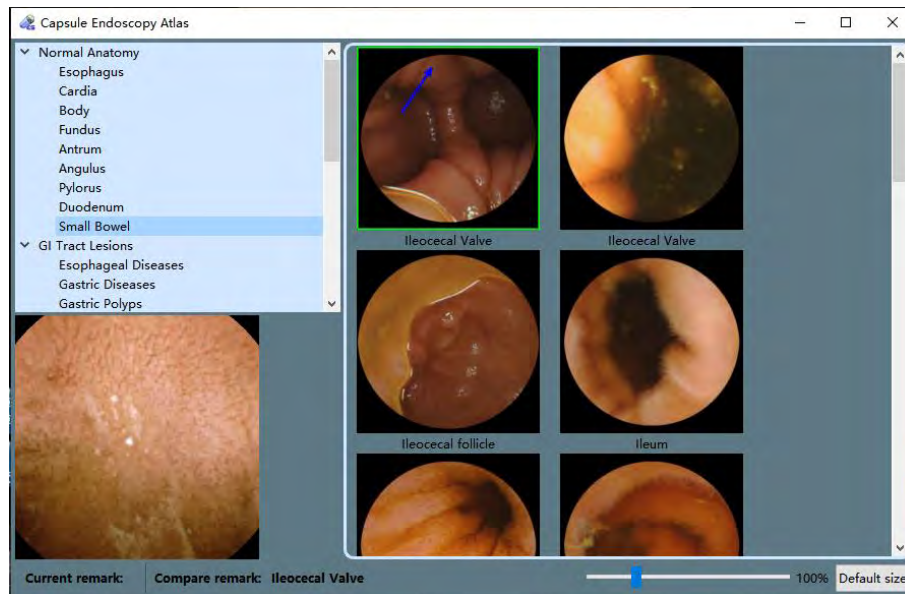 Capsule Endoscopy Atlas
Normal Anatomy
Esophagus
Cardia
Body
Fundus
Antrum
Angulus
Pylorus
Duodenum
Small Bowel
GI Tract Lesions
Esophageal Diseases
Gastric Diseases
Gastric Polyps
Ileocecal Valve
Ileocecal Valve
Ileocecal follicle
Ileum
Current remark:
Compare remark: Ileocecal Valve
100%
Default size